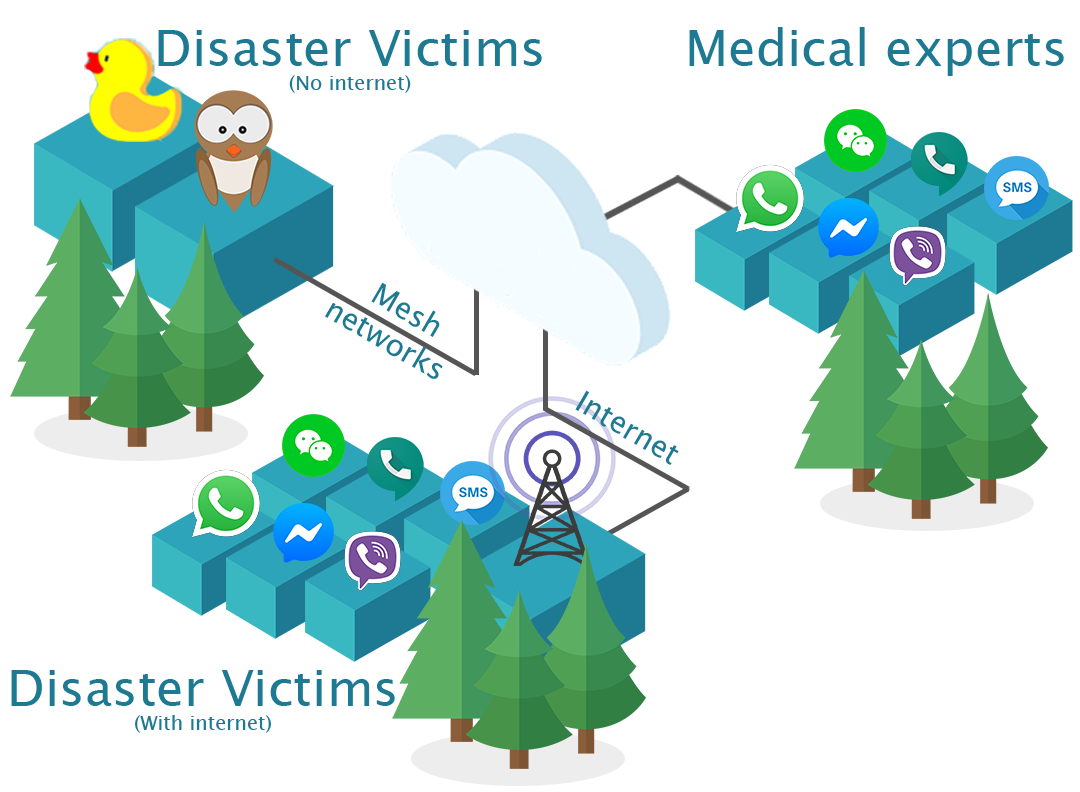 Disaster Victims
(No internet)
Medical experts
SMS
Mesh
networks
Internet
SMS
Disaster Victims
(With internet)